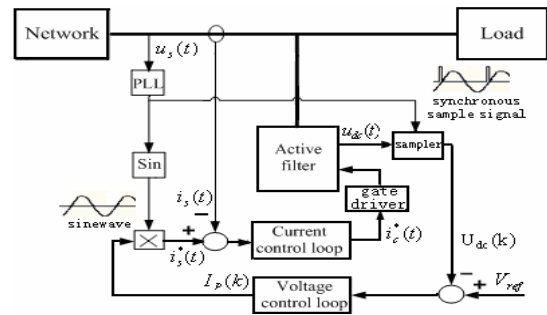 Network
Load
u_s(t)
PLL
synchronous
sample signal
u_dc(t)
Active
filter
sampler
Sin
i_s(t)
gate
driver
sinewave
+
−
×
i_s^*(t)
Current
control loop
i_c^*(t)
U_dc(k)
I_p(k)
Voltage
control loop
−
+
V_ref